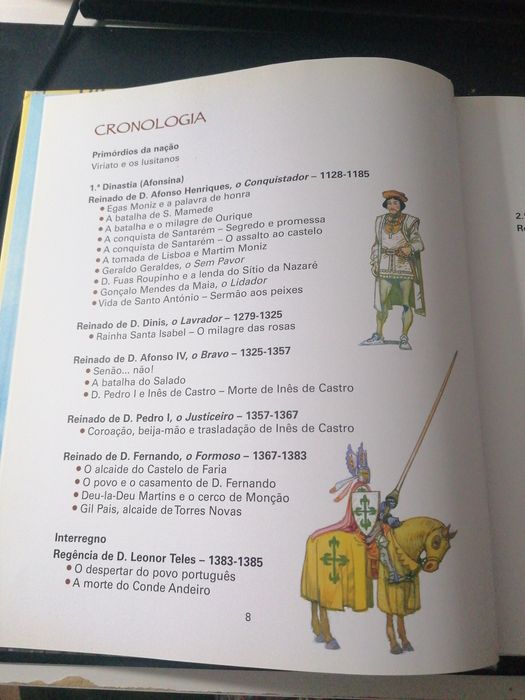 CRONOLOGIA
Primórdios da nação
Viriato e os lusitanos
1.ª Dinastia (Afonsina)
Reinado de D. Afonso Henriques, o Conquistador – 1128-1185
• Egas Moniz e a palavra de honra
• A batalha de S. Mamede
• A batalha e o milagre de Ourique
• A conquista de Santarém – Segredo e promessa
• A conquista de Santarém – O assalto ao castelo
• A tomada de Lisboa e Martim Moniz
• Geraldo Geraldes, o Sem Pavor
• D. Fuas Roupinho e a lenda do Sítio da Nazaré
• Gonçalo Mendes da Maia, o Lidador
• Vida de Santo António – Sermão aos peixes
Reinado de D. Dinis, o Lavrador – 1279-1325
• Rainha Santa Isabel – O milagre das rosas
Reinado de D. Afonso IV, o Bravo – 1325-1357
• Senão... não!
• A batalha do Salado
• D. Pedro I e Inês de Castro – Morte de Inês de Castro
Reinado de D. Pedro I, o Justiceiro – 1357-1367
• Coroação, beija-mão e trasladação de Inês de Castro
Reinado de D. Fernando, o Formoso – 1367-1383
• O alcaide do Castelo de Faria
• O povo e o casamento de D. Fernando
• Deu-la-Deu Martins e o cerco de Monção
• Gil Pais, alcaide de Torres Novas
Interregno
Regência de D. Leonor Teles – 1383-1385
• O despertar do povo português
• A morte do Conde Andeiro
8
2.ª